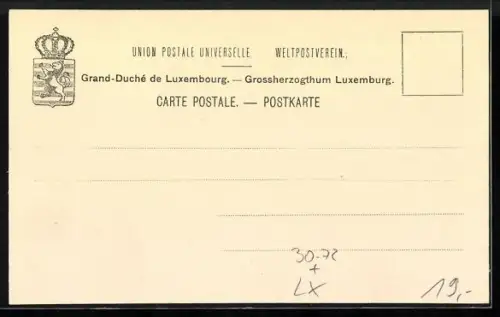 UNION POSTALE UNIVERSELLE. WELTPOSTVEREIN.;
Grand-Duché de Luxembourg. — Grossherzogthum Luxemburg.
CARTE POSTALE. — POSTKARTE
30-72
+
LX
19,-